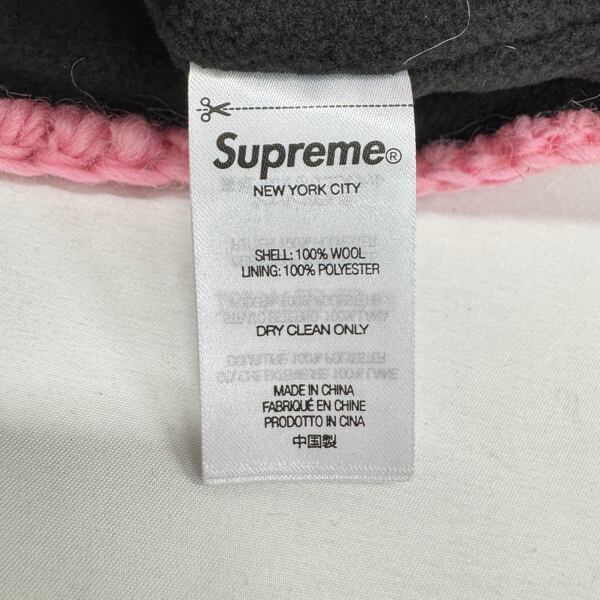 Supreme®
NEW YORK CITY
SHELL: 100% WOOL
LINING: 100% POLYESTER
DRY CLEAN ONLY
MADE IN CHINA
FABRIQUÉ EN CHINE
PRODOTTO IN CINA
中国製